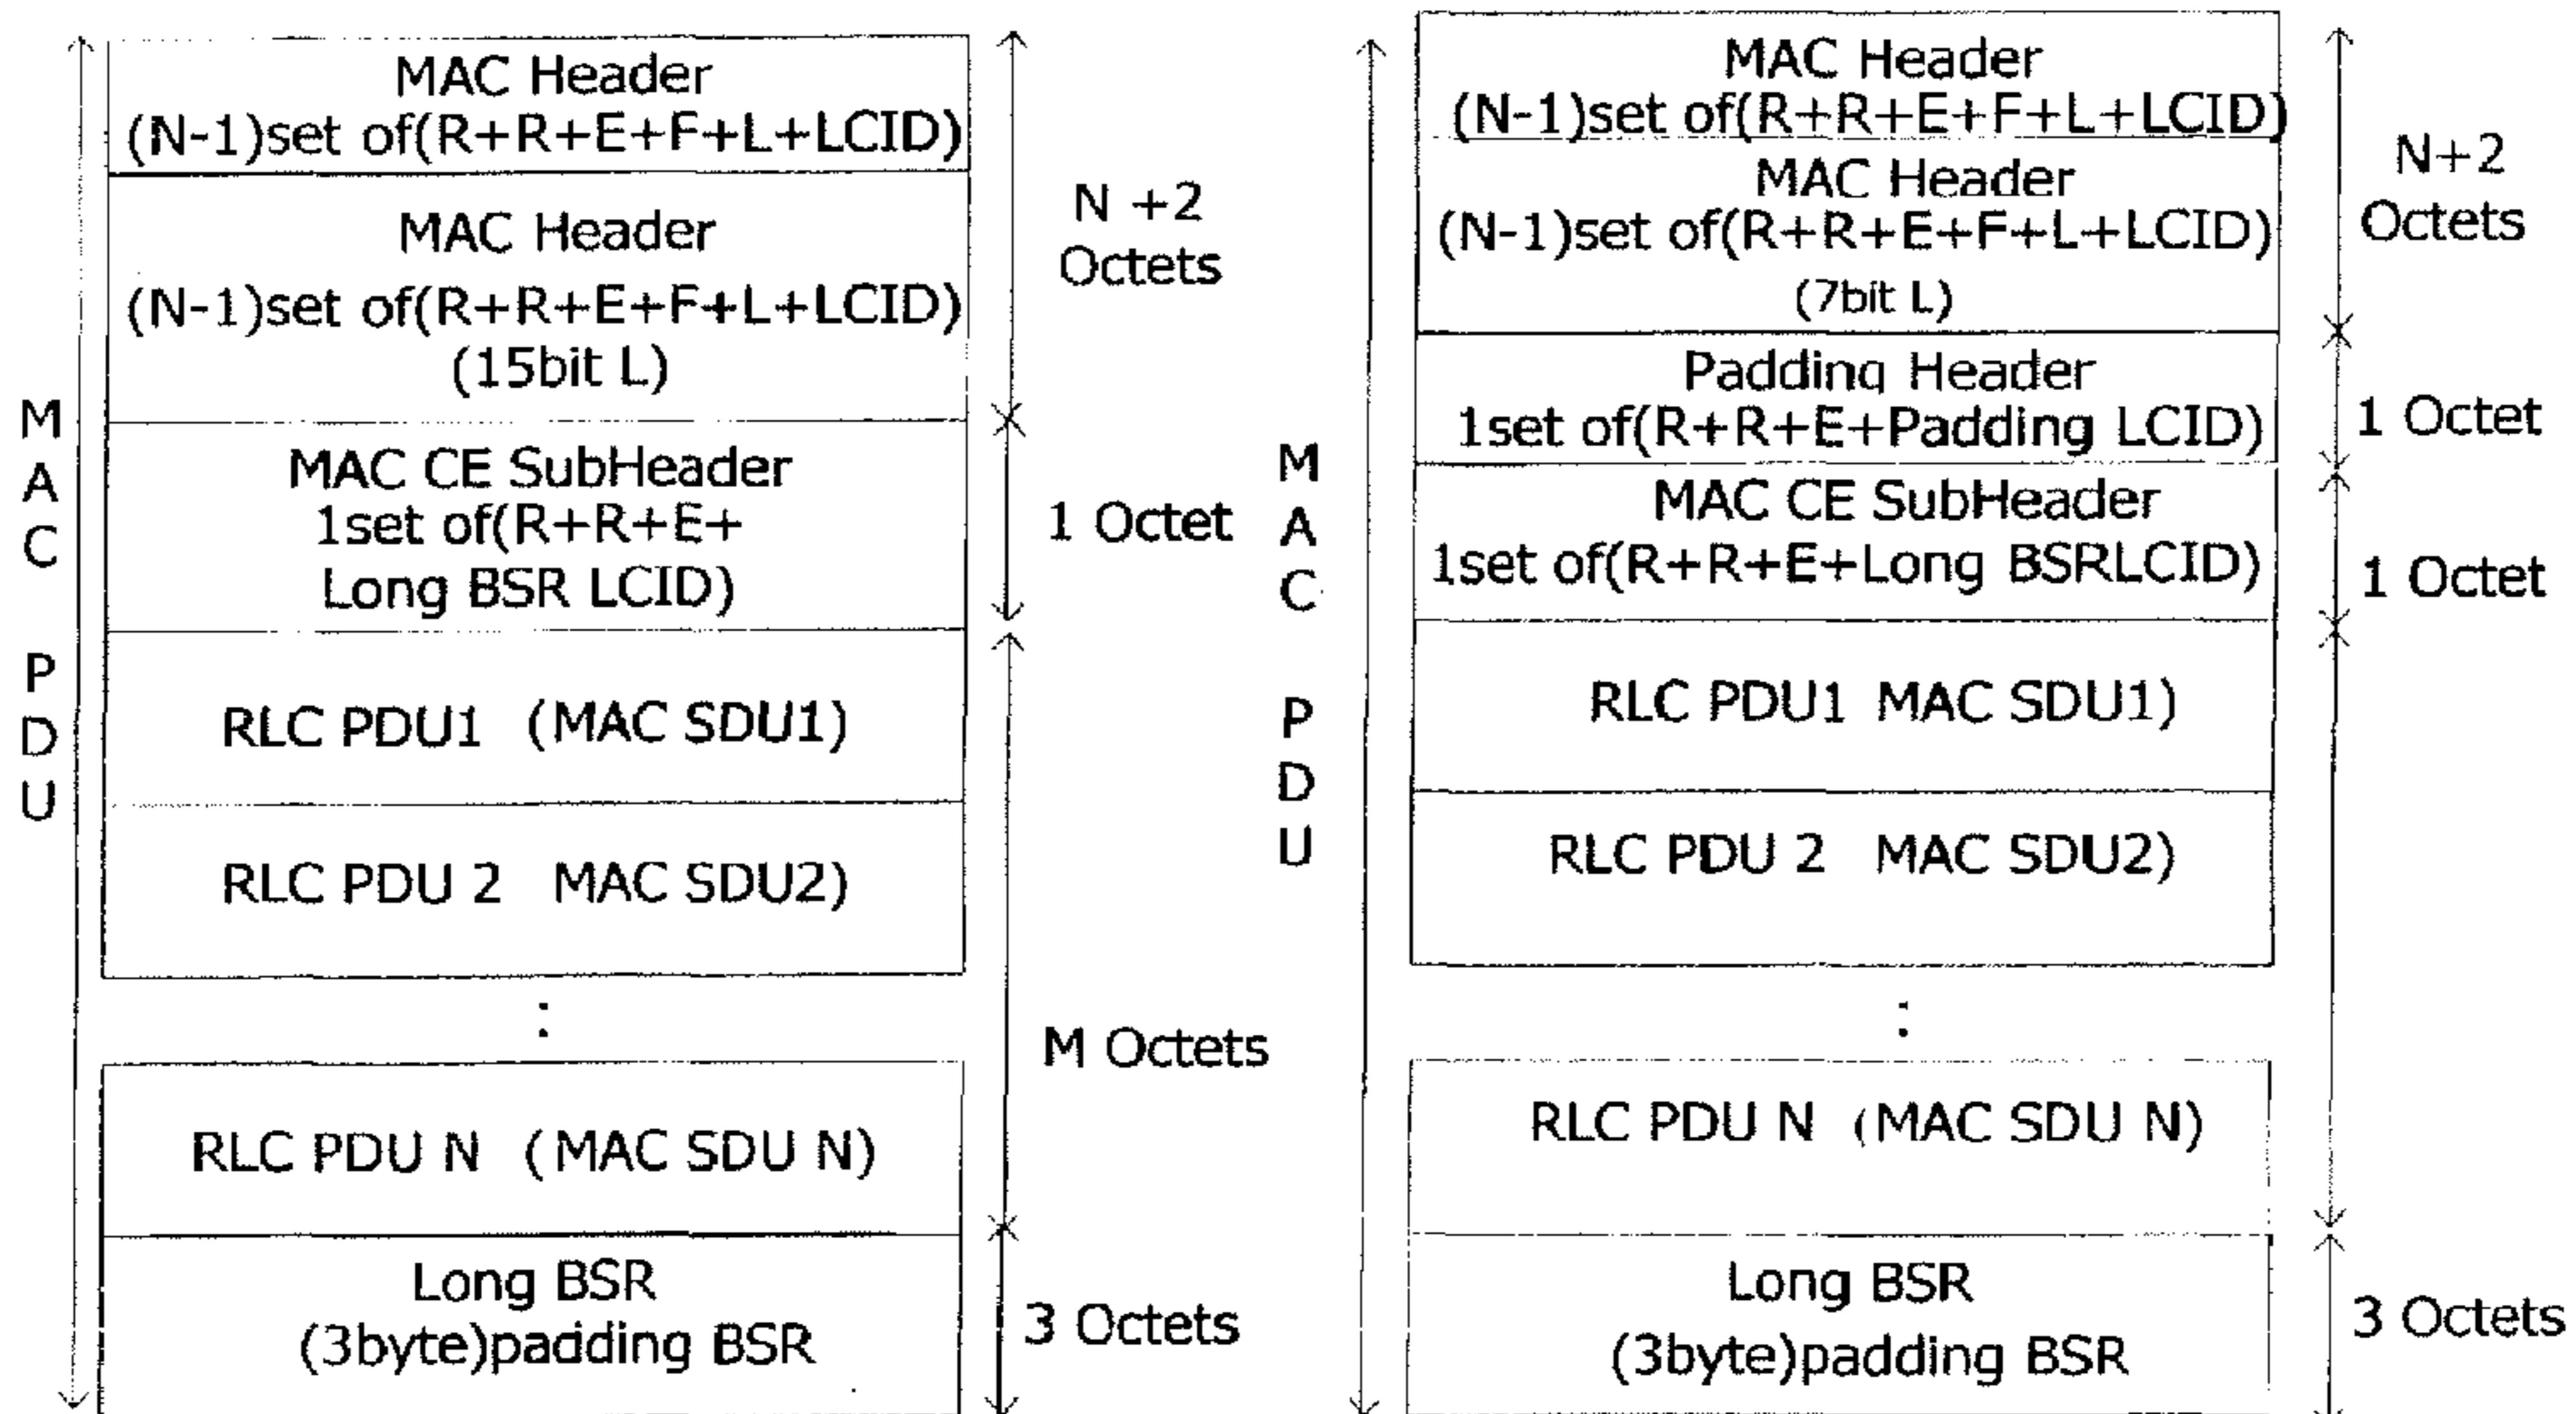 MAC Header
(N-1)set of(R+R+E+F+L+LCID)
MAC Header
(N-1)set of(R+R+E+F+L+LCID)
(15bit L)
MAC CE SubHeader
1set of(R+R+E+
Long BSR LCID)
RLC PDU1 (MAC SDU1)
RLC PDU 2 MAC SDU2)
:
RLC PDU N (MAC SDU N)
Long BSR
(3byte)padding BSR
M
A
C
P
D
U
N +2
Octets
1 Octet
M Octets
3 Octets
MAC Header
(N-1)set of(R+R+E+F+L+LCID)
MAC Header
(N-1)set of(R+R+E+F+L+LCID)
(7bit L)
Padding Header
1set of(R+R+E+Padding LCID)
MAC CE SubHeader
1set of(R+R+E+Long BSRLCID)
RLC PDU1 MAC SDU1)
RLC PDU 2 MAC SDU2)
:
RLC PDU N (MAC SDU N)
Long BSR
(3byte)padding BSR
M
A
C
P
D
U
N+2
Octets
1 Octet
1 Octet
3 Octets